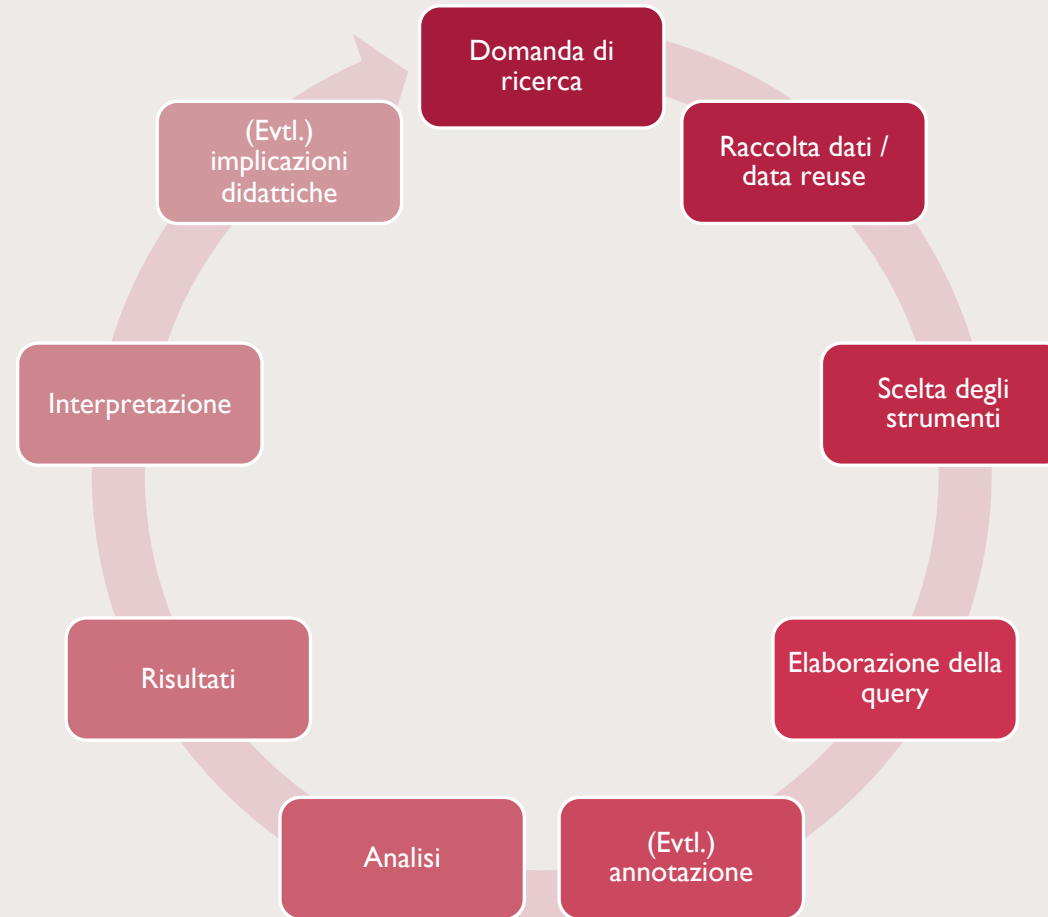 Domanda di
ricerca
Raccolta dati /
data reuse
Scelta degli
strumenti
Elaborazione della
query
(Evtl.)
annotazione
Analisi
Risultati
Interpretazione
(Evtl.)
implicazioni
didattiche